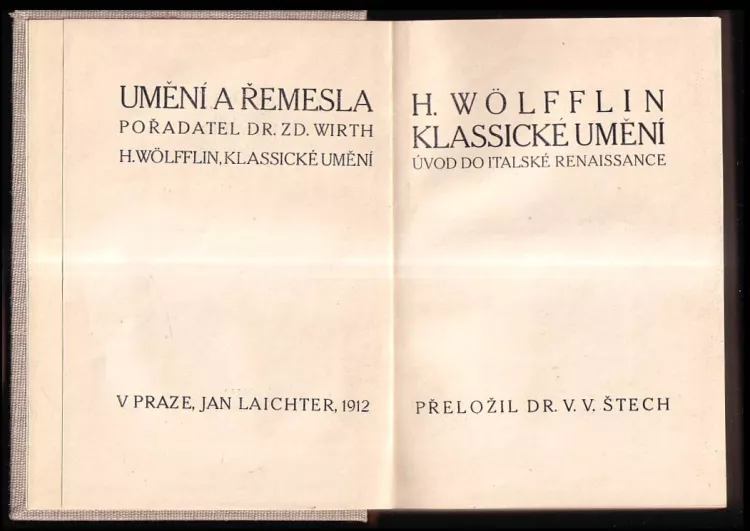 UMĚNÍ A ŘEMESLA
POŘADATEL DR. ZD. WIRTH
H. WÖLFFLIN, KLASSICKÉ UMĚNÍ
V PRAZE, JAN LAICHTER, 1912
H. WÖLFFLIN
KLASSICKÉ UMĚNÍ
ÚVOD DO ITALSKÉ RENAISSANCE
PŘELOŽIL DR. V. V. ŠTECH